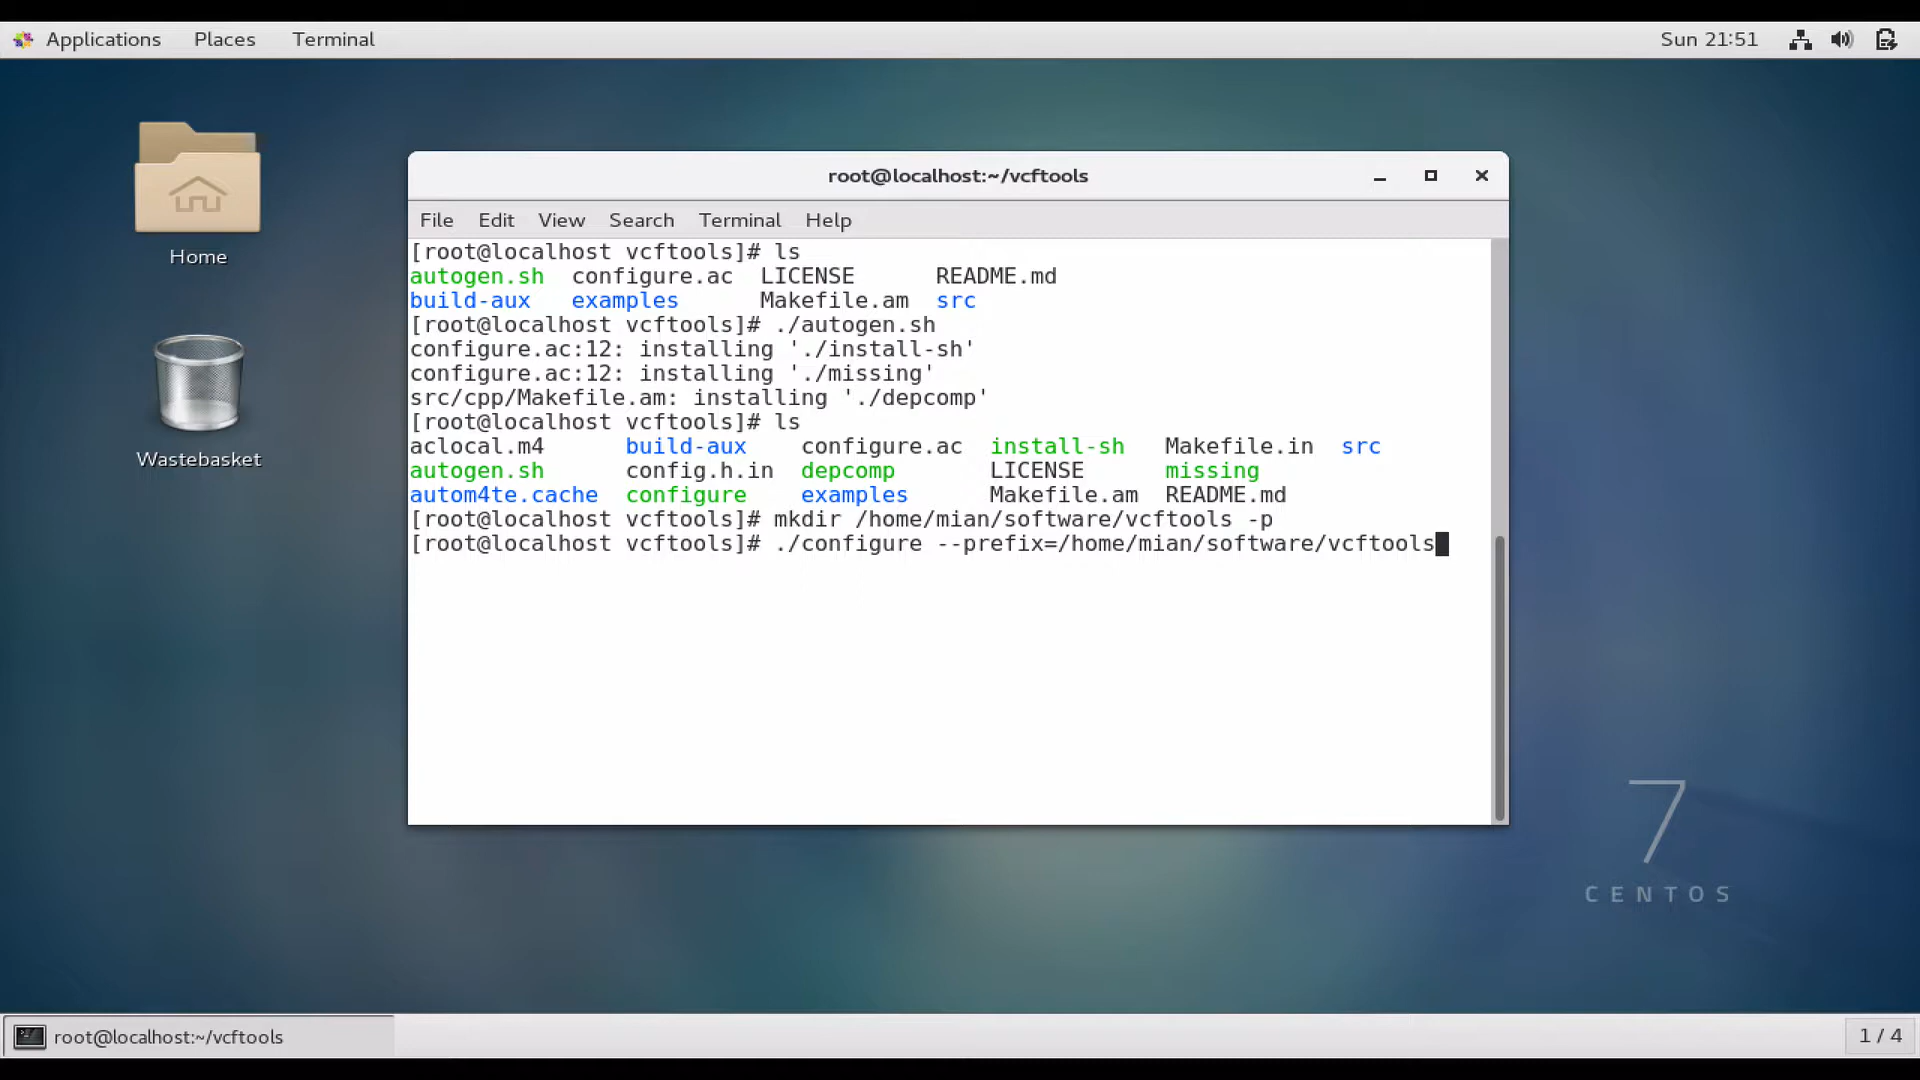 Applications Places Terminal
Sun 21:51
Home
Wastebasket
root@localhost:~/vcftools
File Edit View Search Terminal Help
[root@localhost vcftools]# ls
autogen.sh  configure.ac  LICENSE      README.md
build-aux   examples      Makefile.am  src
[root@localhost vcftools]# ./autogen.sh
configure.ac:12: installing './install-sh'
configure.ac:12: installing './missing'
src/cpp/Makefile.am: installing './depcomp'
[root@localhost vcftools]# ls
aclocal.m4      build-aux    configure.ac  install-sh   Makefile.in  src
autogen.sh      config.h.in  depcomp       LICENSE      missing
autom4te.cache  configure    examples      Makefile.am  README.md
[root@localhost vcftools]# mkdir /home/mian/software/vcftools -p
[root@localhost vcftools]# ./configure --prefix=/home/mian/software/vcftools
7
CENTOS
root@localhost:~/vcftools
1 / 4